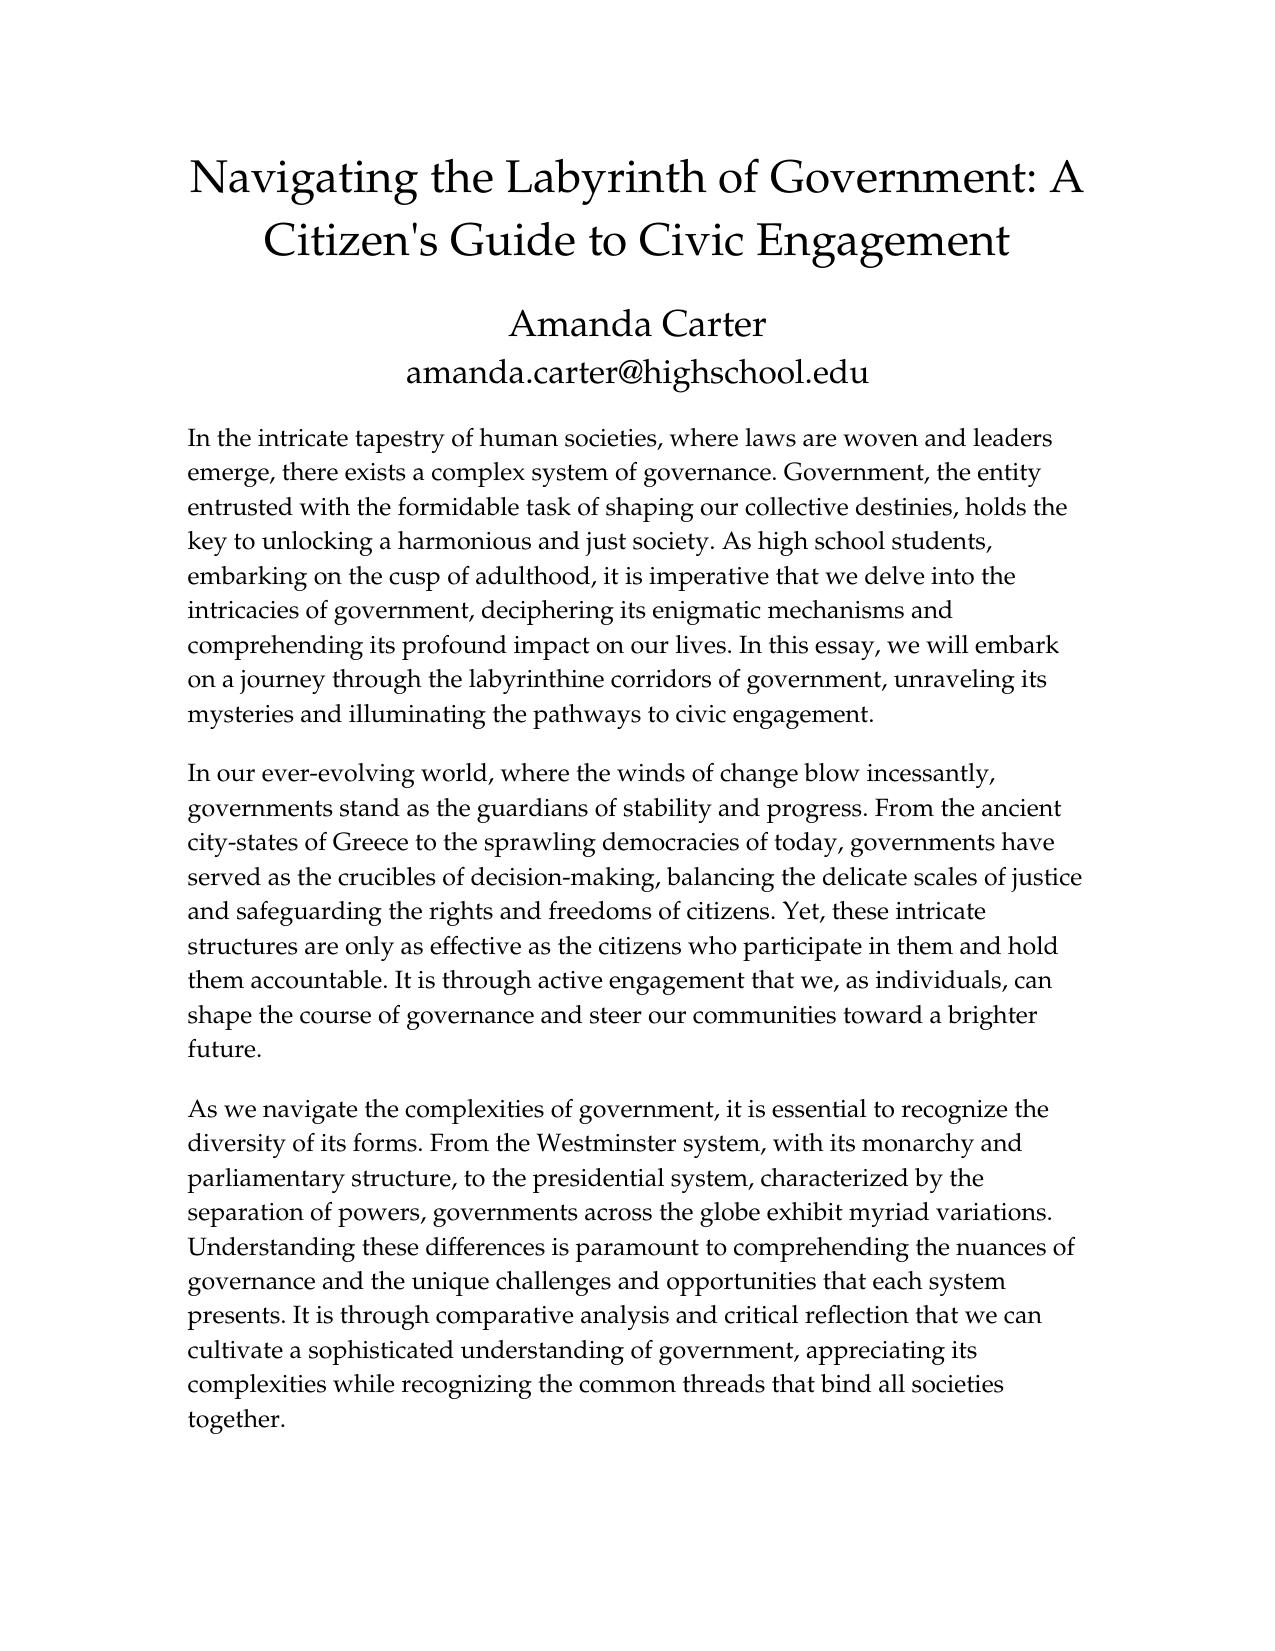 Navigating the Labyrinth of Government: A
Citizen's Guide to Civic Engagement
Amanda Carter
amanda.carter@highschool.edu
In the intricate tapestry of human societies, where laws are woven and leaders
emerge, there exists a complex system of governance. Government, the entity
entrusted with the formidable task of shaping our collective destinies, holds the
key to unlocking a harmonious and just society. As high school students,
embarking on the cusp of adulthood, it is imperative that we delve into the
intricacies of government, deciphering its enigmatic mechanisms and
comprehending its profound impact on our lives. In this essay, we will embark
on a journey through the labyrinthine corridors of government, unraveling its
mysteries and illuminating the pathways to civic engagement.
In our ever-evolving world, where the winds of change blow incessantly,
governments stand as the guardians of stability and progress. From the ancient
city-states of Greece to the sprawling democracies of today, governments have
served as the crucibles of decision-making, balancing the delicate scales of justice
and safeguarding the rights and freedoms of citizens. Yet, these intricate
structures are only as effective as the citizens who participate in them and hold
them accountable. It is through active engagement that we, as individuals, can
shape the course of governance and steer our communities toward a brighter
future.
As we navigate the complexities of government, it is essential to recognize the
diversity of its forms. From the Westminster system, with its monarchy and
parliamentary structure, to the presidential system, characterized by the
separation of powers, governments across the globe exhibit myriad variations.
Understanding these differences is paramount to comprehending the nuances of
governance and the unique challenges and opportunities that each system
presents. It is through comparative analysis and critical reflection that we can
cultivate a sophisticated understanding of government, appreciating its
complexities while recognizing the common threads that bind all societies
together.